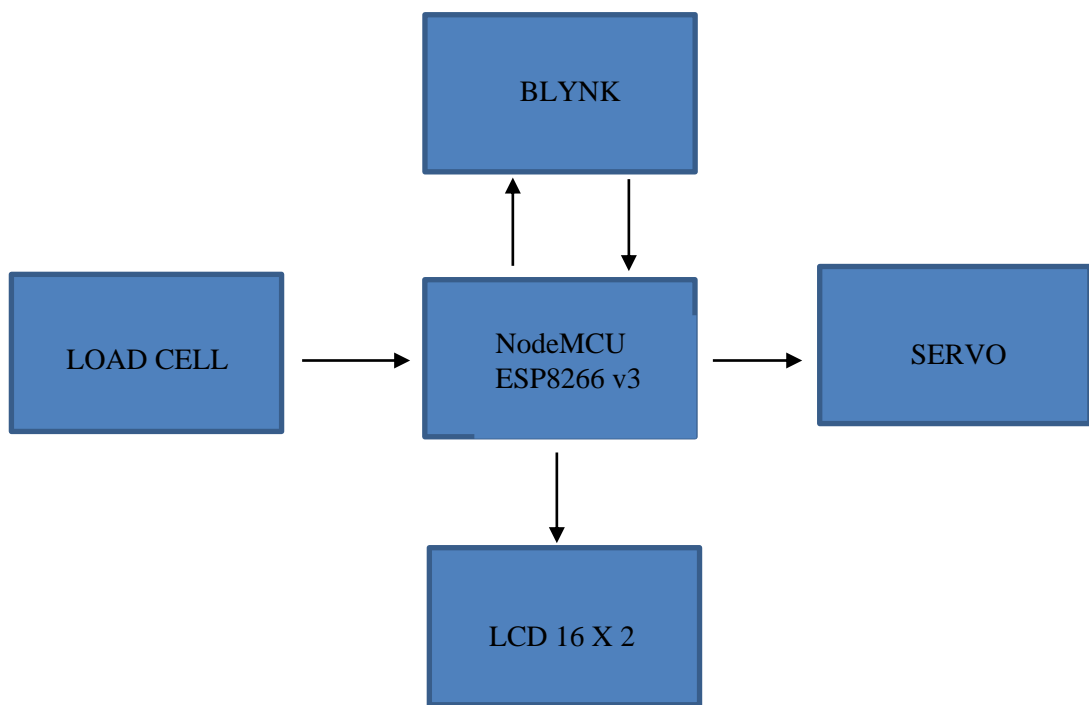 BLYNK
LOAD CELL
NodeMCU
ESP8266 v3
SERVO
LCD 16 X 2